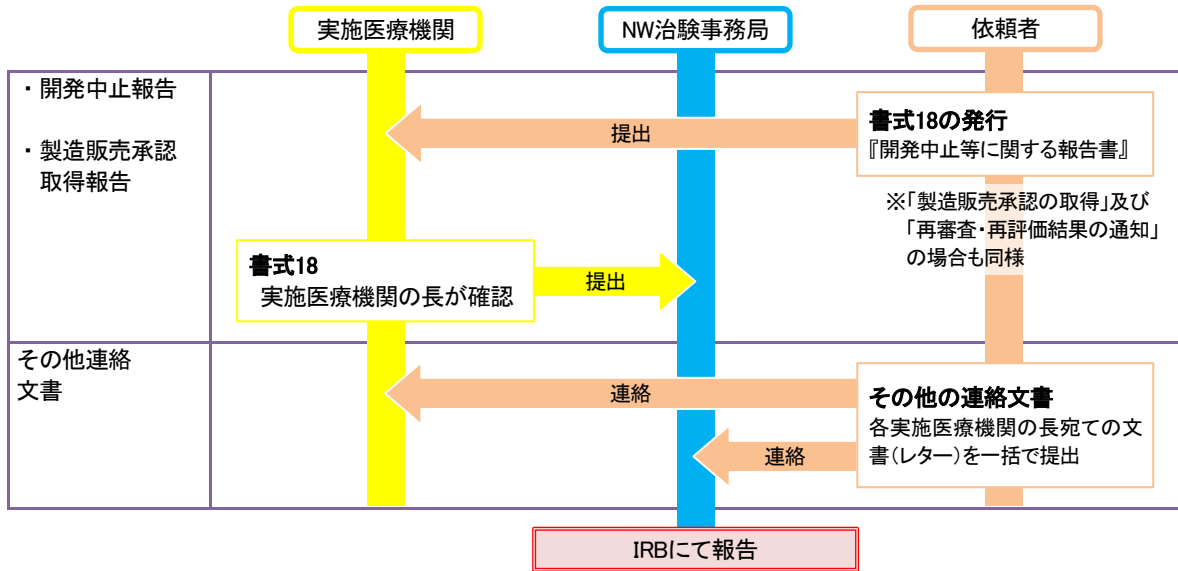 実施医療機関
NW治験事務局
依頼者
・開発中止報告
・製造販売承認
取得報告
提出
書式18の発行
『開発中止等に関する報告書』
※「製造販売承認の取得」及び
「再審査・再評価結果の通知」
の場合も同様
書式18
実施医療機関の長が確認
提出
その他連絡
文書
連絡
その他の連絡文書
各実施医療機関の長宛ての文
書(レター)を一括で提出
連絡
IRBにて報告